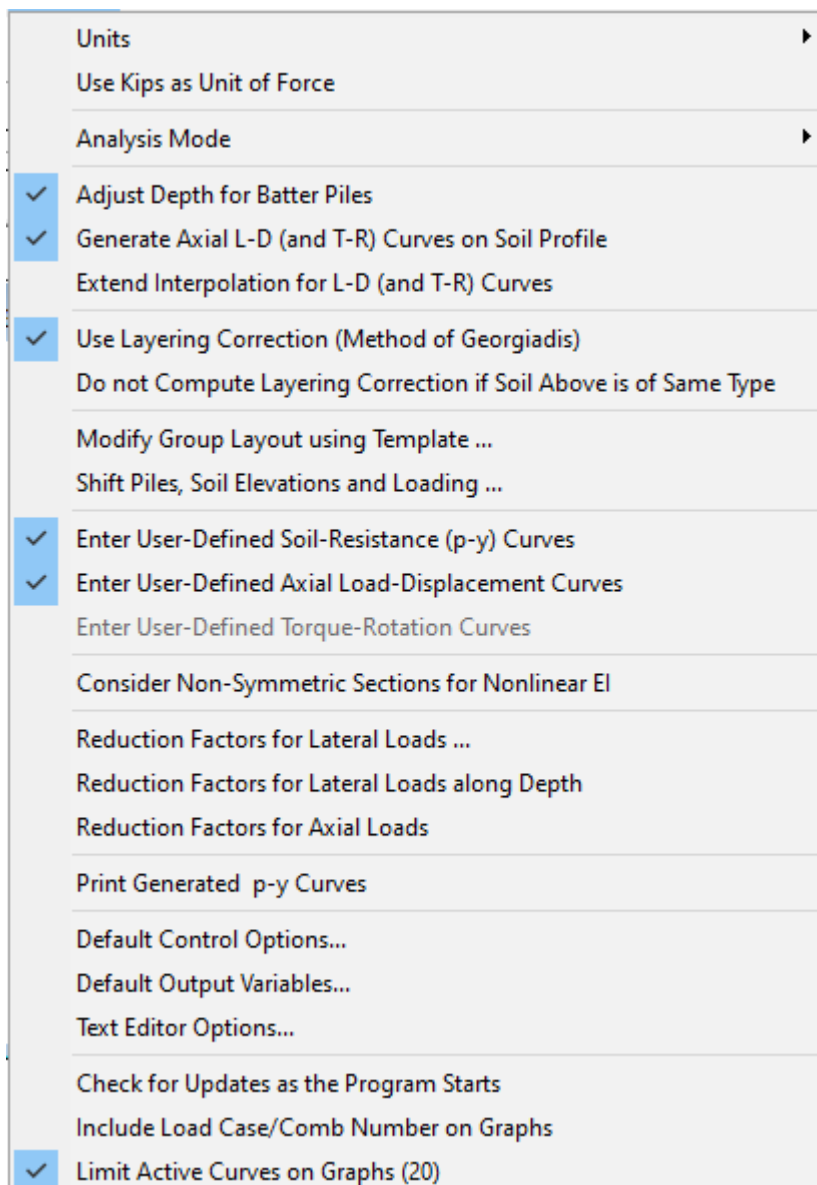 Units
Use Kips as Unit of Force
Analysis Mode
Adjust Depth for Batter Piles
Generate Axial L-D (and T-R) Curves on Soil Profile
Extend Interpolation for L-D (and T-R) Curves
Use Layering Correction (Method of Georgiadis)
Do not Compute Layering Correction if Soil Above is of Same Type
Modify Group Layout using Template ...
Shift Piles, Soil Elevations and Loading ...
Enter User-Defined Soil-Resistance (p-y) Curves
Enter User-Defined Axial Load-Displacement Curves
Enter User-Defined Torque-Rotation Curves
Consider Non-Symmetric Sections for Nonlinear EI
Reduction Factors for Lateral Loads ...
Reduction Factors for Lateral Loads along Depth
Reduction Factors for Axial Loads
Print Generated  p-y Curves
Default Control Options...
Default Output Variables...
Text Editor Options...
Check for Updates as the Program Starts
Include Load Case/Comb Number on Graphs
Limit Active Curves on Graphs (20)